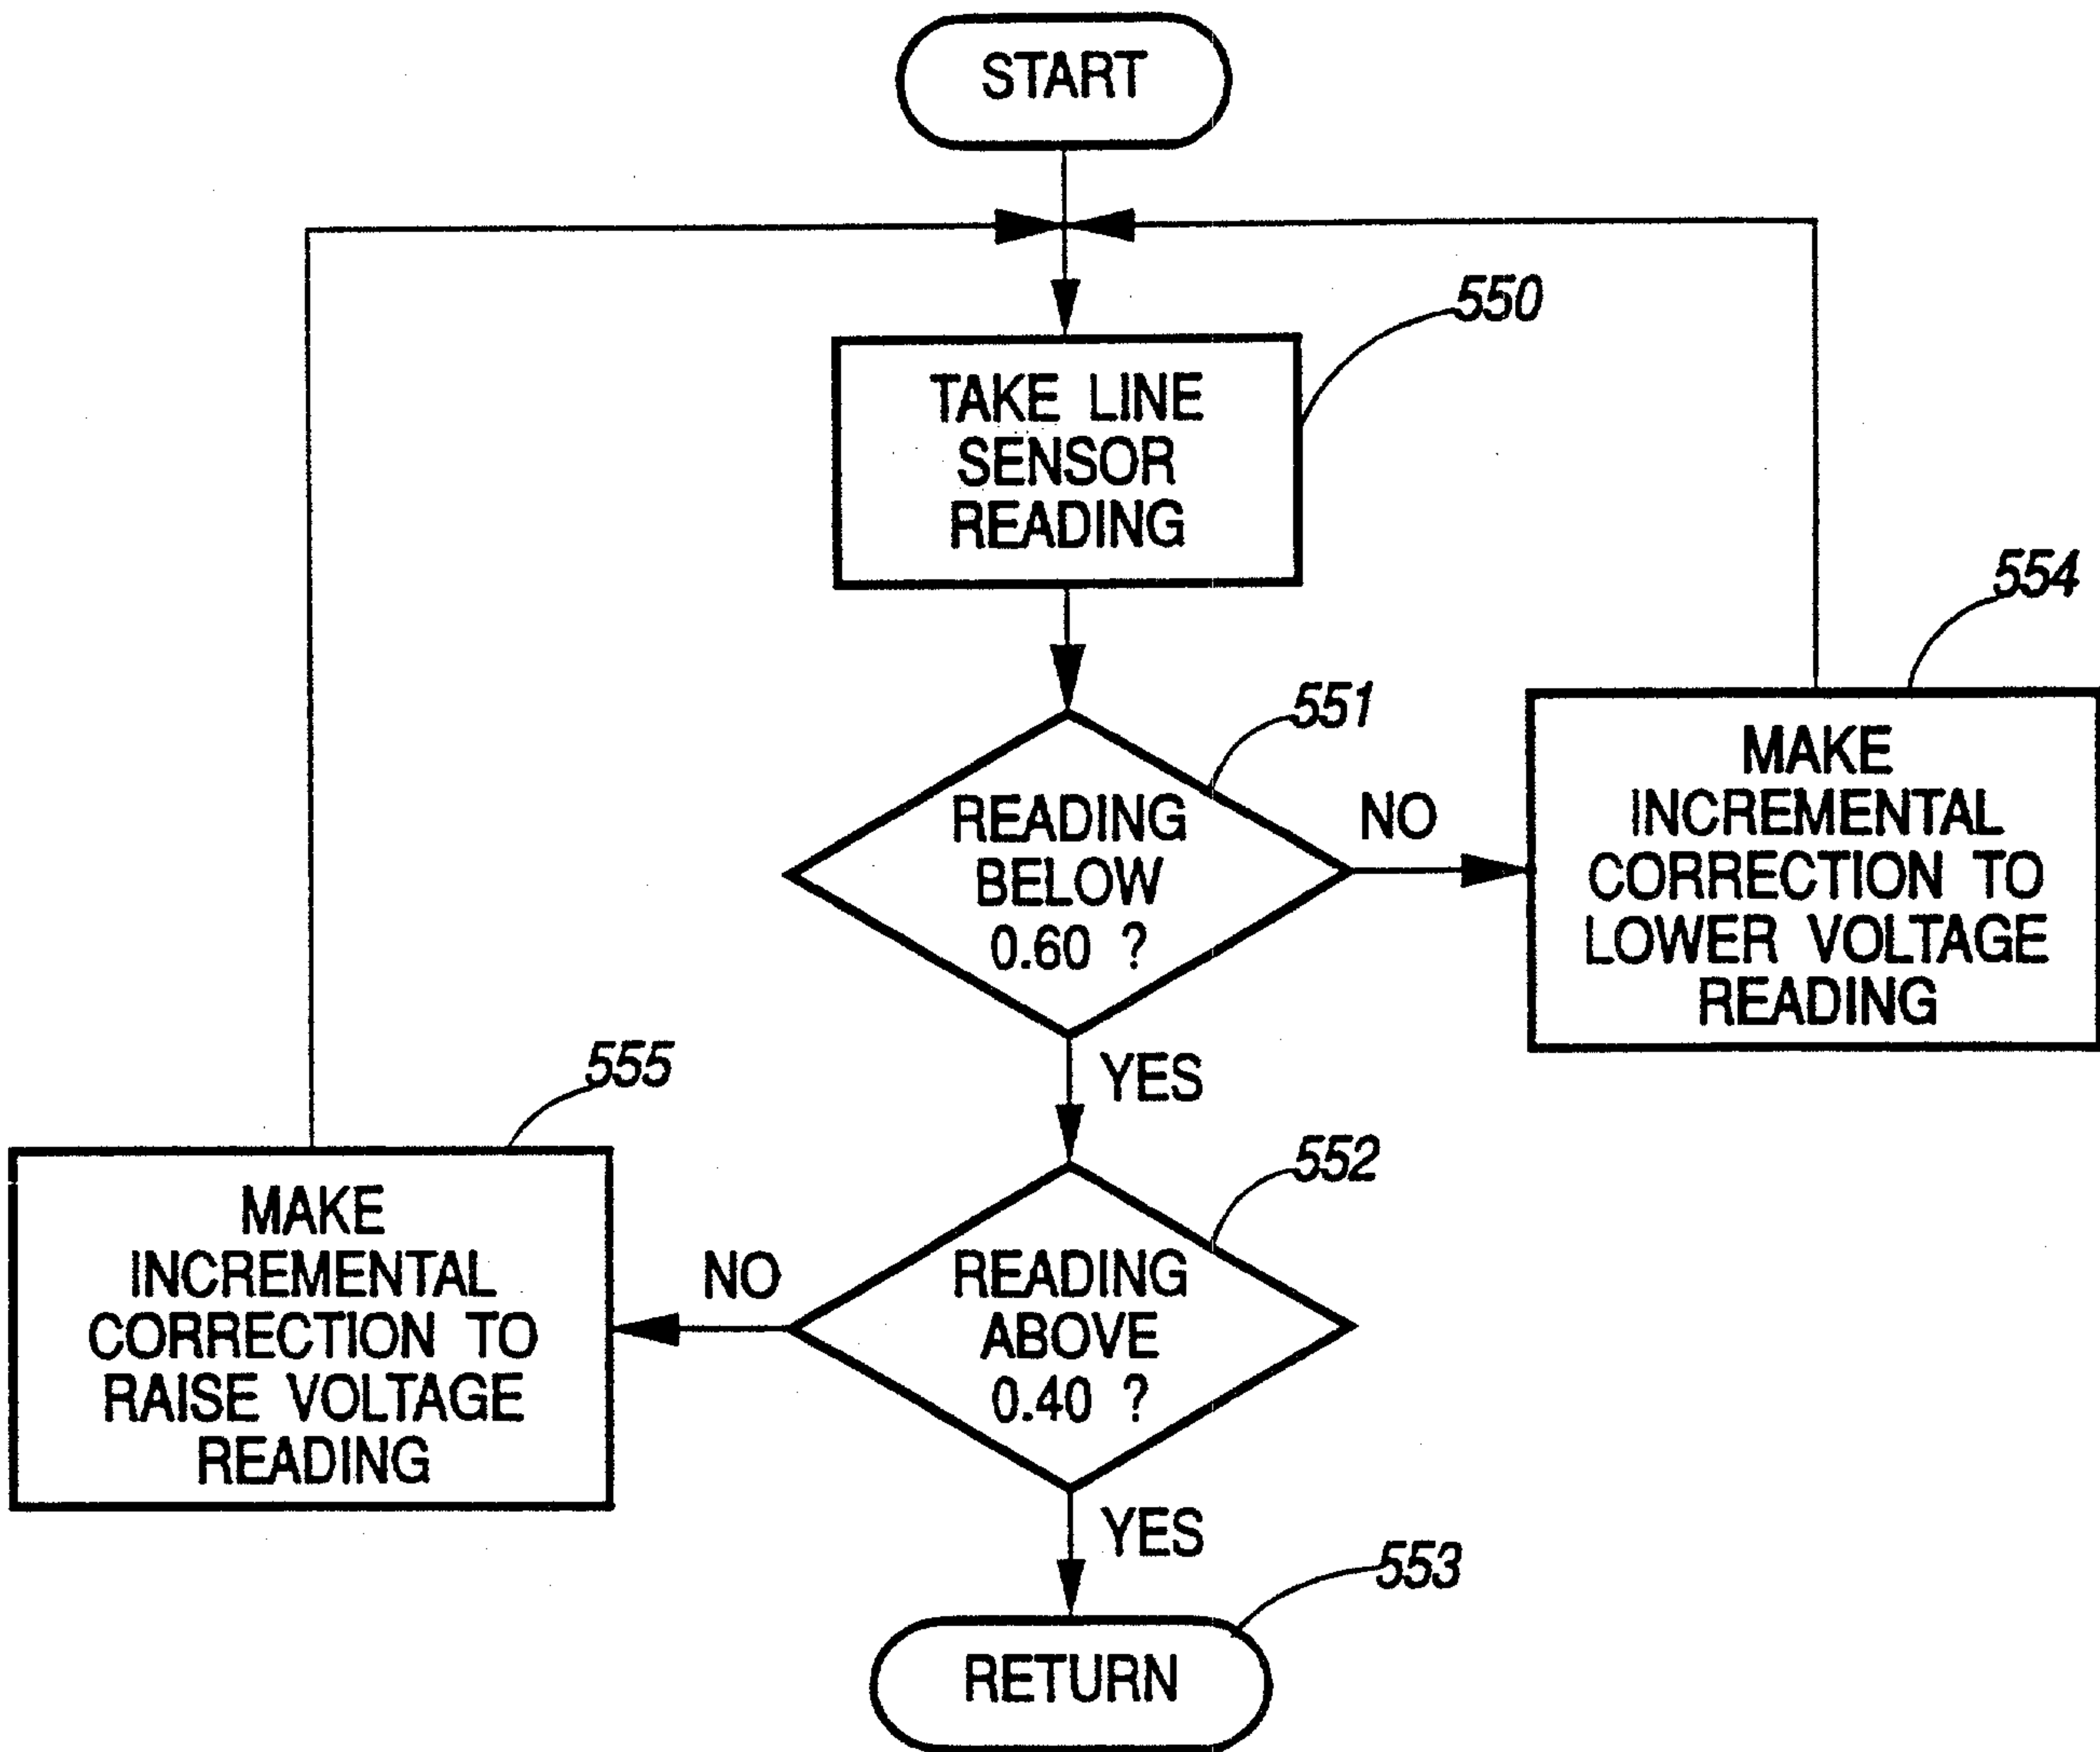 START
550
TAKE LINE
SENSOR
READING
554
551
READING
BELOW
0.60 ?
NO
MAKE
INCREMENTAL
CORRECTION TO
LOWER VOLTAGE
READING
YES
555
552
MAKE
INCREMENTAL
CORRECTION TO
RAISE VOLTAGE
READING
NO
READING
ABOVE
0.40 ?
YES
553
RETURN